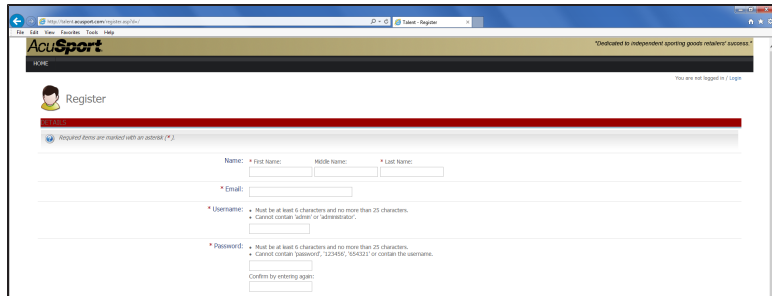 http://talent.acusport.com/register.asp?dv/
Talent - Register
File Edit View Favorites Tools Help
AcuSport
"Dedicated to independent sporting goods retailers' success."
HOME
You are not logged in / Login
Register
DETAILS
Required items are marked with an asterisk (*).
Name: * First Name: Middle Name: * Last Name:
* Email:
* Username: • Must be at least 6 characters and no more than 25 characters.
• Cannot contain 'admin' or 'administrator'.
* Password: • Must be at least 6 characters and no more than 25 characters.
• Cannot contain 'password', '123456', '654321' or contain the username.
Confirm by entering again: